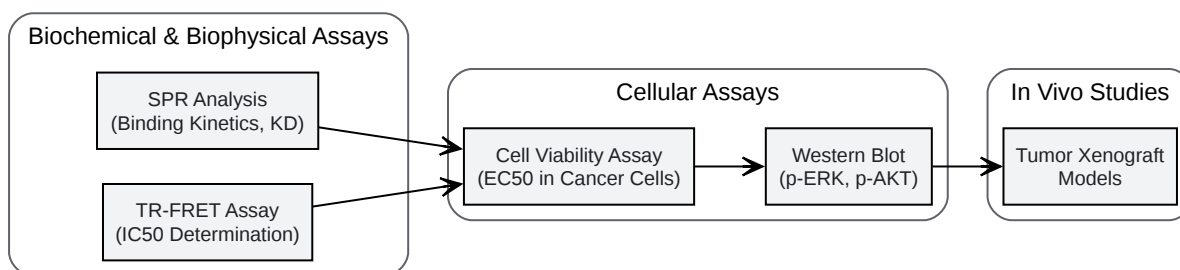 Biochemical & Biophysical Assays
SPR Analysis
(Binding Kinetics, KD)
TR-FRET Assay
(IC50 Determination)
Cellular Assays
Cell Viability Assay
(EC50 in Cancer Cells)
Western Blot
(p-ERK, p-AKT)
In Vivo Studies
Tumor Xenograft
Models